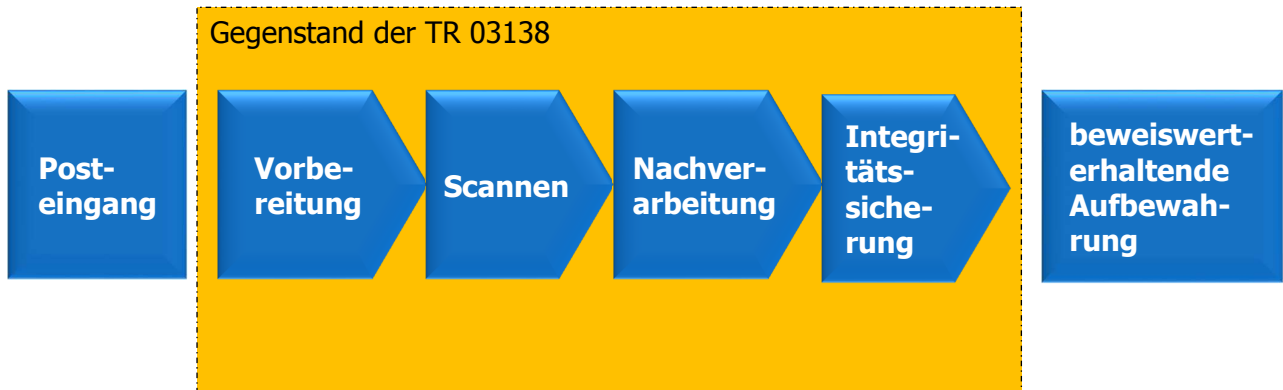 Gegenstand der TR 03138
Post-
eingang
Vorbe-
reitung
Scannen
Nachver-
arbeitung
Integri-
täts-
siche-
rung
beweiswert-
erhaltende
Aufbewah-
rung